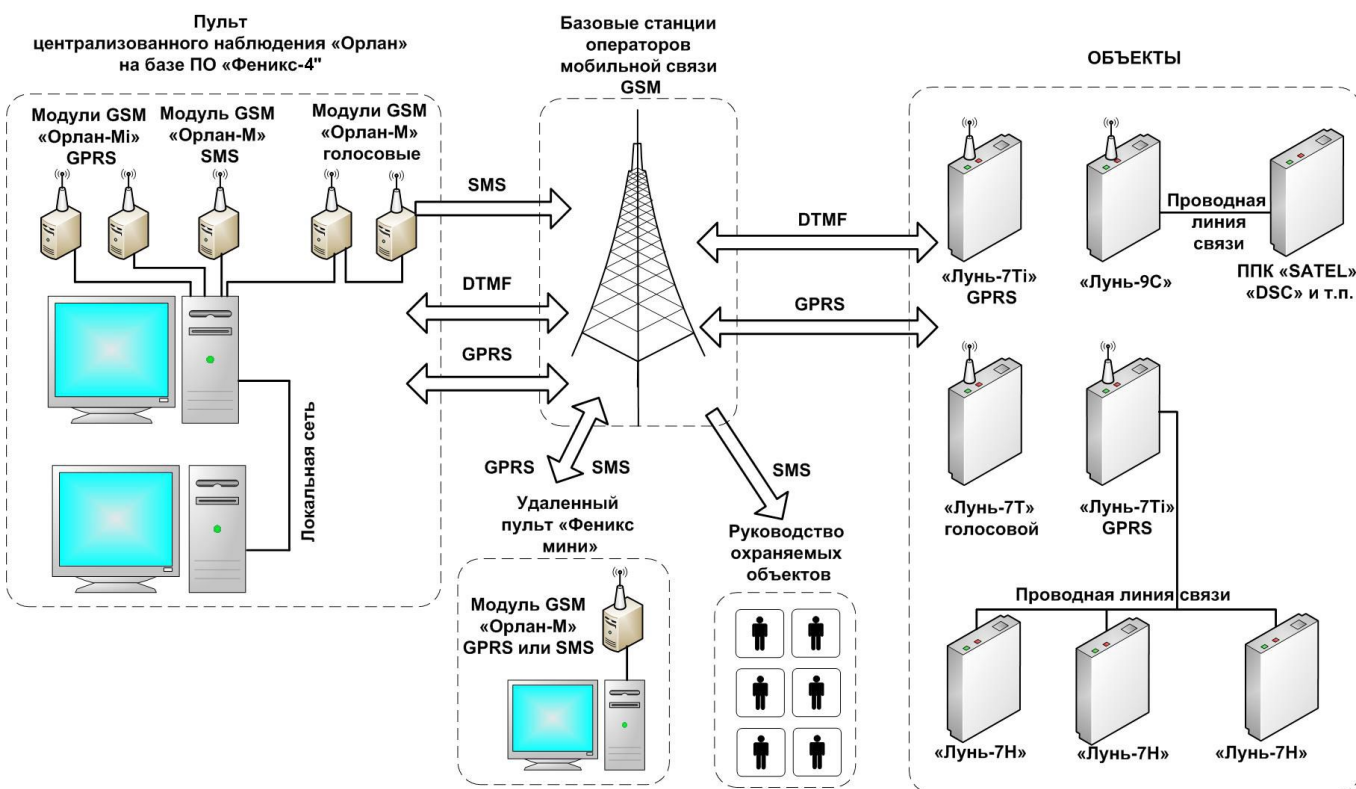 Пульт
централизованного наблюдения «Орлан»
на базе ПО «Феникс-4"
Базовые станции
операторов
мобильной связи
GSM
ОБЪЕКТЫ
Модули GSM
«Орлан-Mi»
GPRS
Модуль GSM
«Орлан-М»
SMS
Модули GSM
«Орлан-М»
голосовые
SMS
DTMF
GPRS
Локальная сеть
DTMF
GPRS
«Лунь-7Ti»
GPRS
«Лунь-9С»
Проводная
линия
связи
ППК «SATEL»
«DSC» и т.п.
«Лунь-7Т»
голосовой
«Лунь-7Ti»
GPRS
Проводная линия связи
«Лунь-7Н»
«Лунь-7Н»
«Лунь-7Н»
GPRS
SMS
Удаленный
пульт «Феникс
мини»
Модуль GSM
«Орлан-М»
GPRS или SMS
SMS
Руководство
охраняемых
объектов